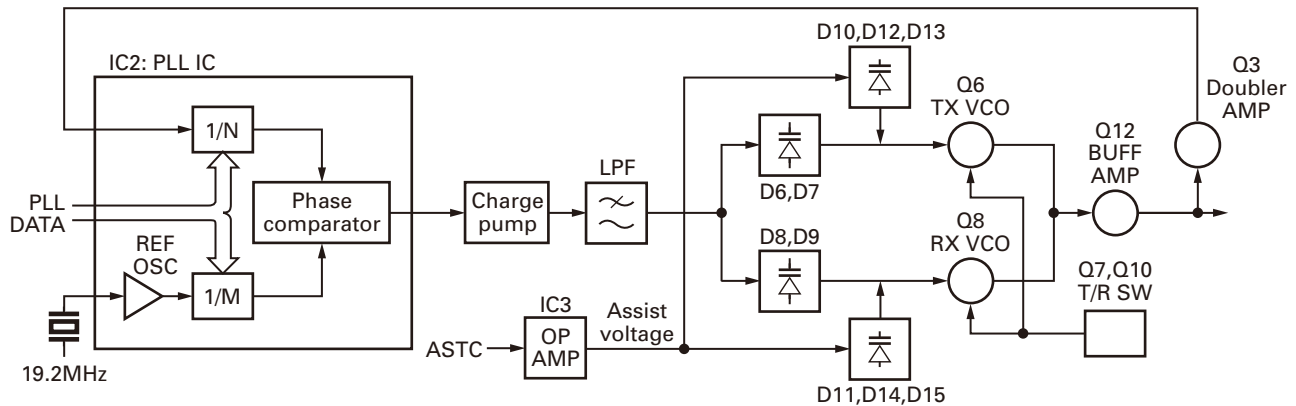 IC2: PLL IC
1/N
PLL
DATA
REF
OSC
1/M
Phase
comparator
19.2MHz
Charge
pump
LPF
D10,D12,D13
D6,D7
D8,D9
D11,D14,D15
ASTC
IC3
OP
AMP
Assist
voltage
Q6
TX VCO
Q8
RX VCO
Q12
BUFF
AMP
Q3
Doubler
AMP
Q7,Q10
T/R SW